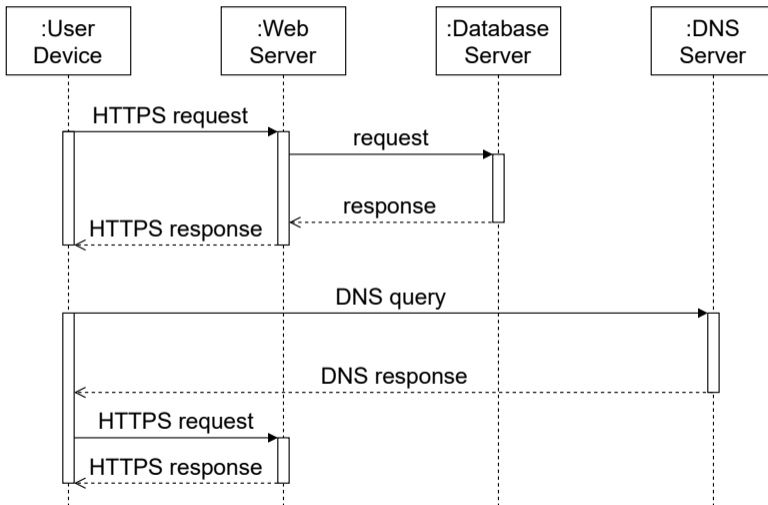 :User
Device
:Web
Server
:Database
Server
:DNS
Server
HTTPS request
request
response
HTTPS response
DNS query
DNS response
HTTPS request
HTTPS response